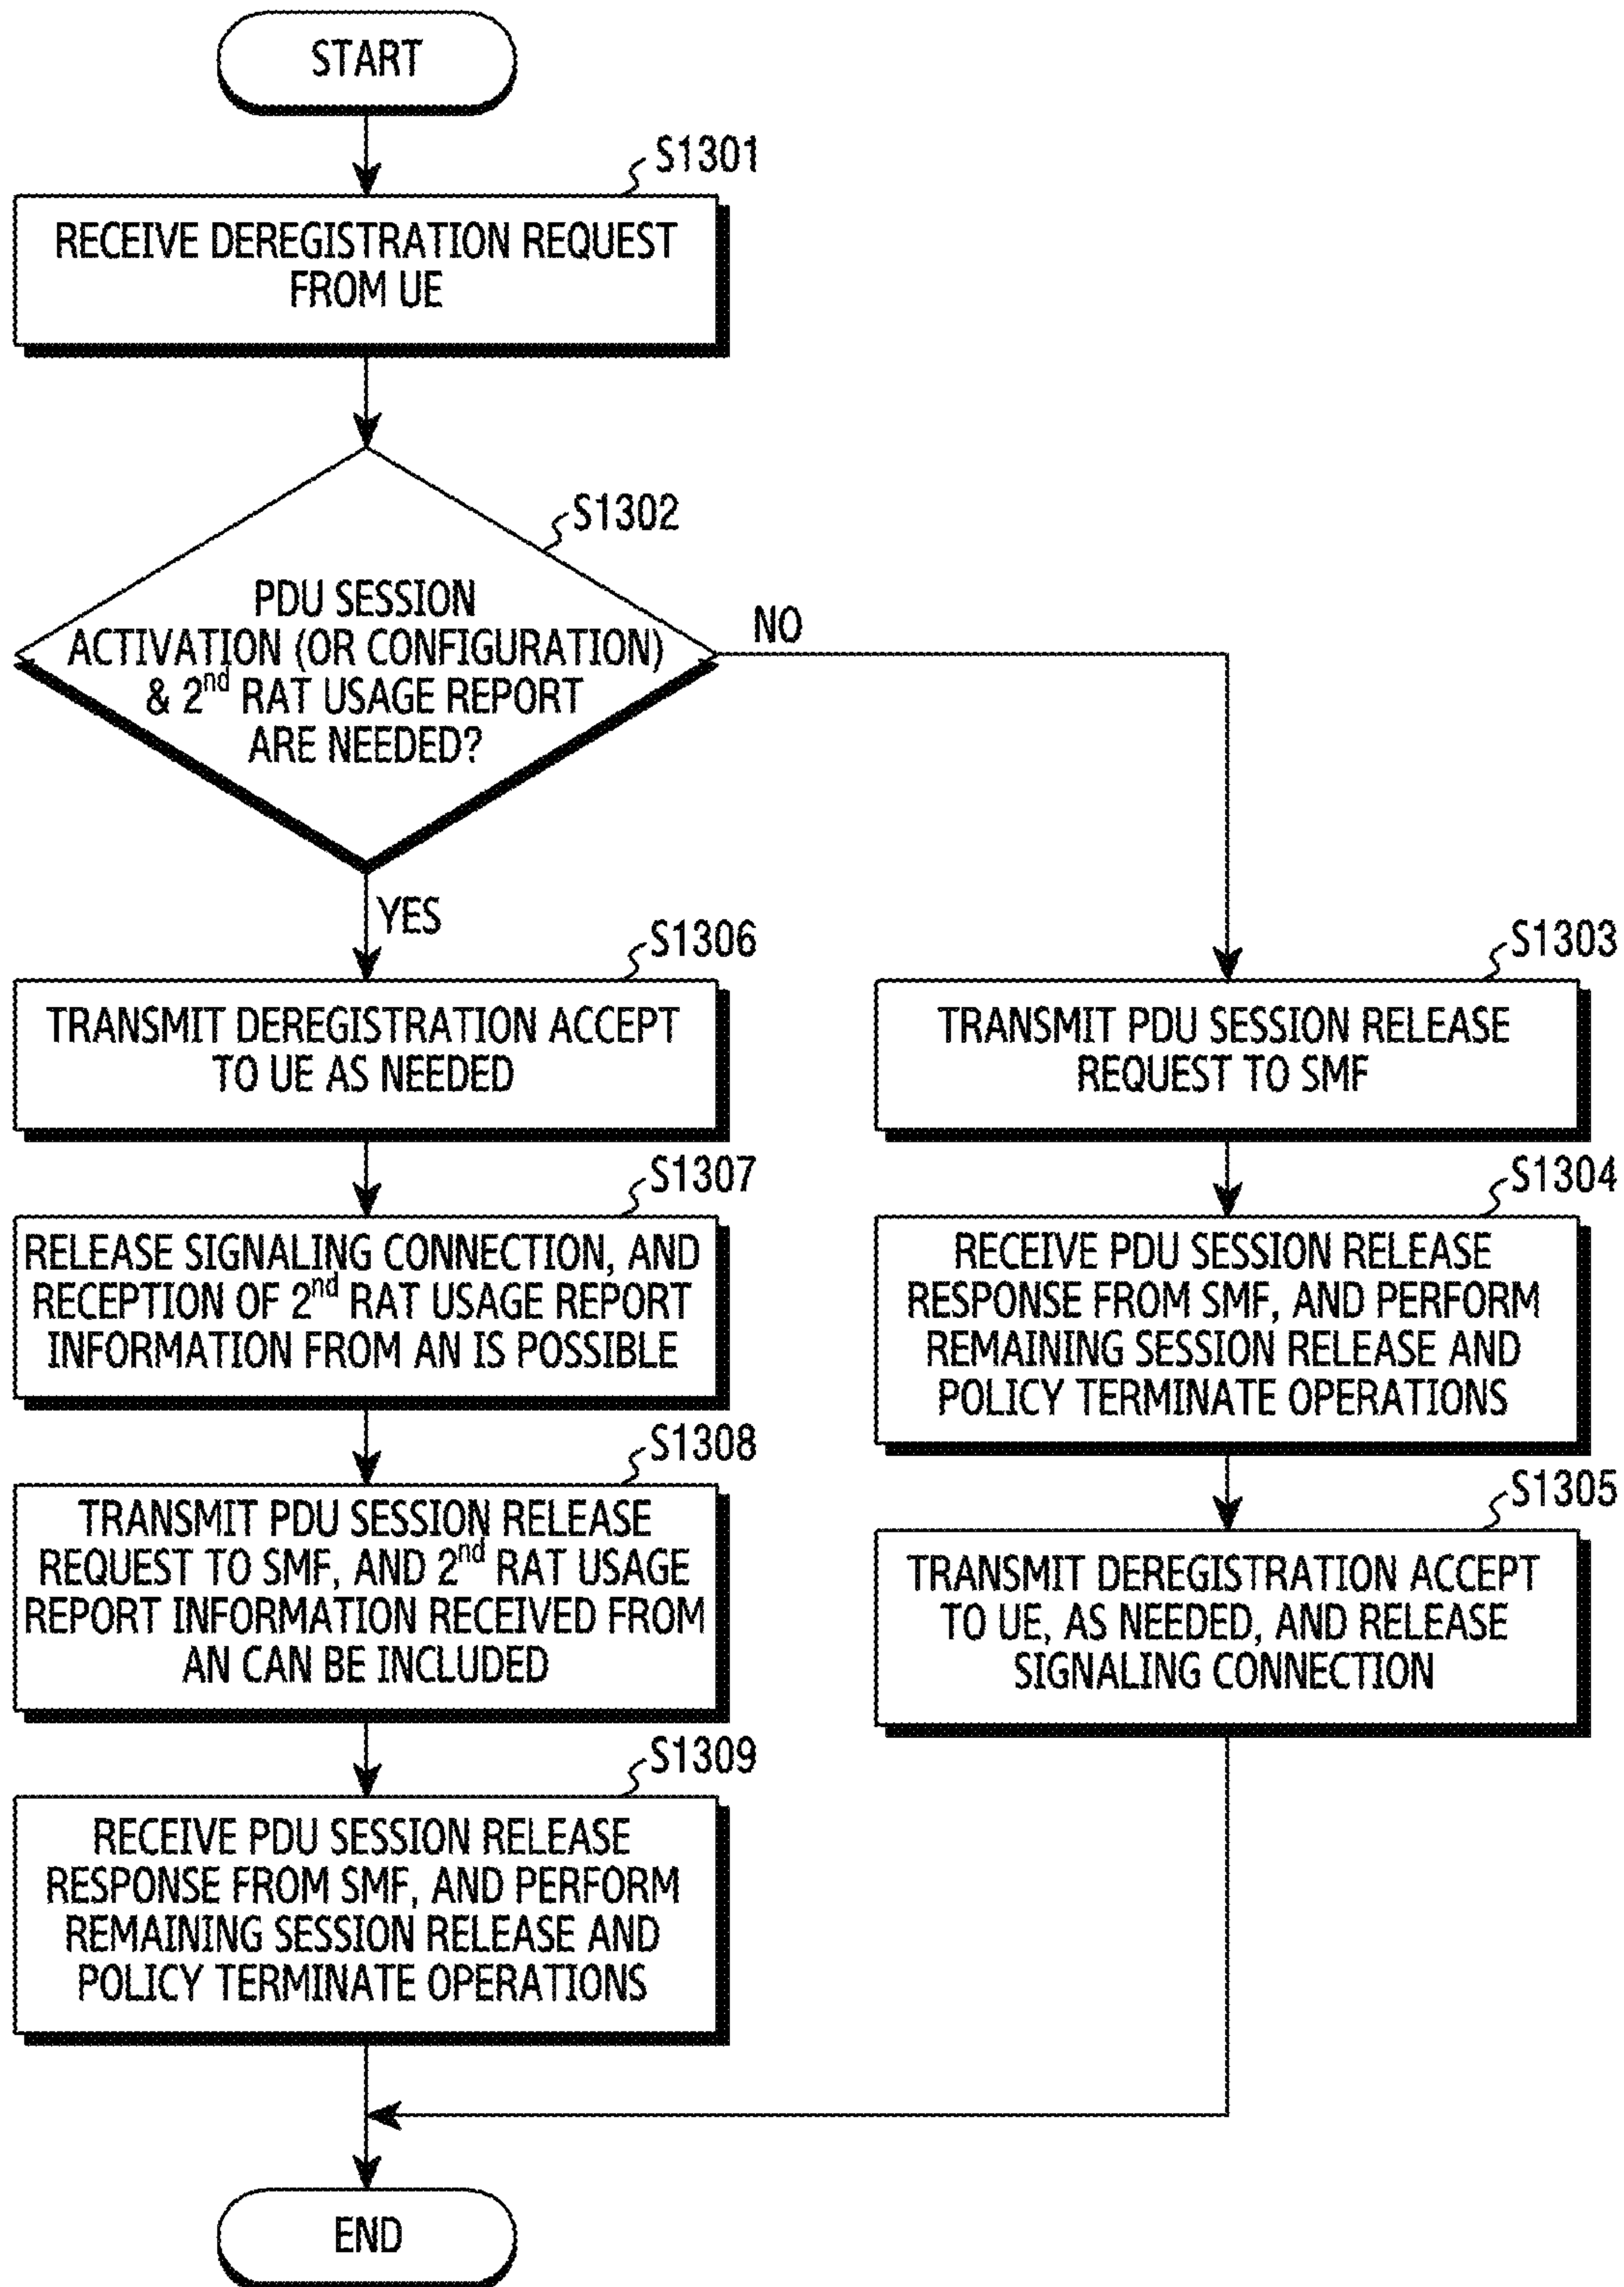 START
S1301
RECEIVE DEREGISTRATION REQUEST
FROM UE
S1302
PDU SESSION
ACTIVATION (OR CONFIGURATION)
& 2nd RAT USAGE REPORT
ARE NEEDED?
NO
YES
S1306
TRANSMIT DEREGISTRATION ACCEPT
TO UE AS NEEDED
S1307
RELEASE SIGNALING CONNECTION, AND
RECEPTION OF 2nd RAT USAGE REPORT
INFORMATION FROM AN IS POSSIBLE
S1308
TRANSMIT PDU SESSION RELEASE
REQUEST TO SMF, AND 2nd RAT USAGE
REPORT INFORMATION RECEIVED FROM
AN CAN BE INCLUDED
S1309
RECEIVE PDU SESSION RELEASE
RESPONSE FROM SMF, AND PERFORM
REMAINING SESSION RELEASE AND
POLICY TERMINATE OPERATIONS
S1303
TRANSMIT PDU SESSION RELEASE
REQUEST TO SMF
S1304
RECEIVE PDU SESSION RELEASE
RESPONSE FROM SMF, AND PERFORM
REMAINING SESSION RELEASE AND
POLICY TERMINATE OPERATIONS
S1305
TRANSMIT DEREGISTRATION ACCEPT
TO UE, AS NEEDED, AND RELEASE
SIGNALING CONNECTION
END